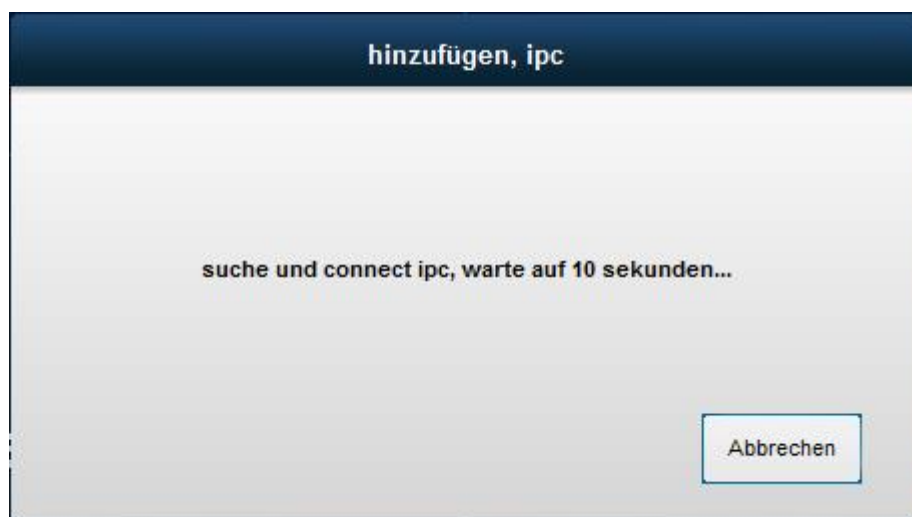 hinzufügen, ipc
suche und connect ipc, warte auf 10 sekunden...
Abbrechen